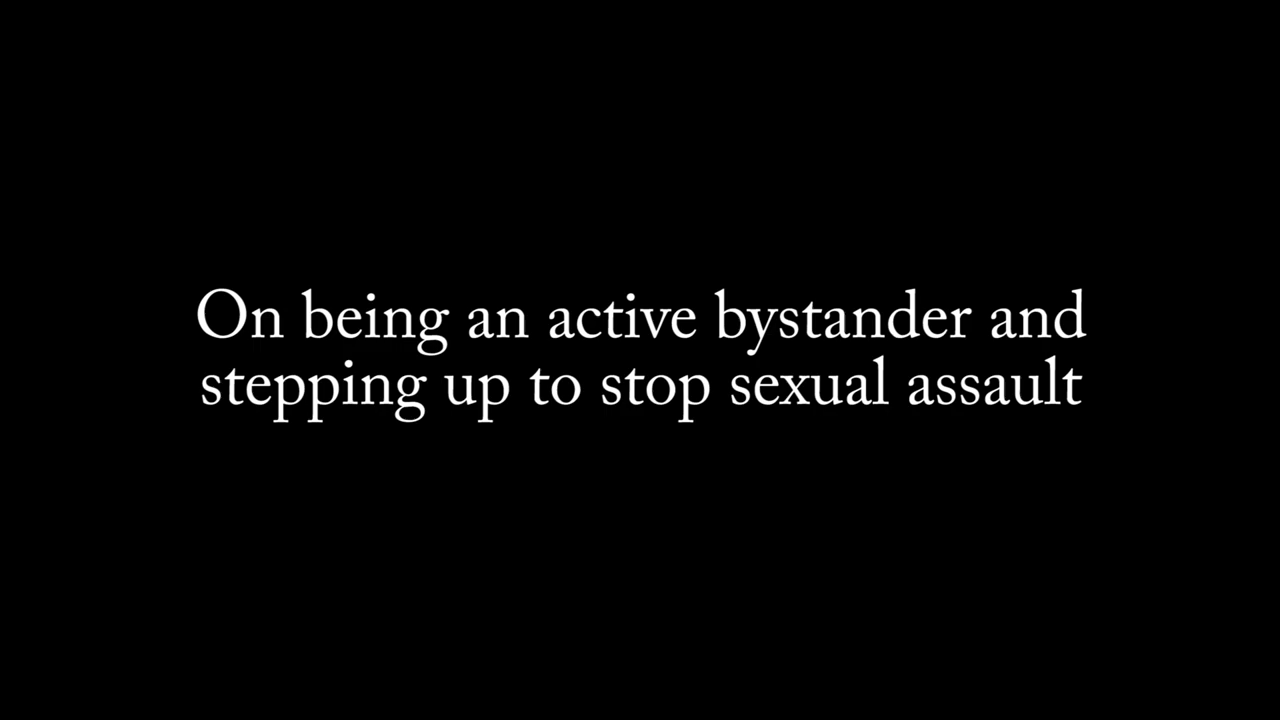 On being an active bystander and
stepping up to stop sexual assault